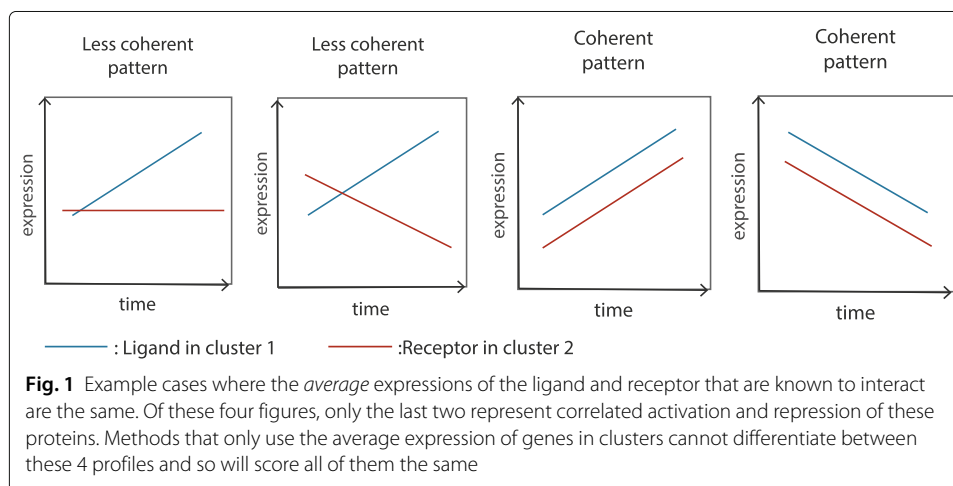 Less coherent
pattern
Less coherent
pattern
Coherent
pattern
Coherent
pattern
expression
time
expression
time
expression
time
expression
time
: Ligand in cluster 1
:Receptor in cluster 2
Fig. 1 Example cases where the average expressions of the ligand and receptor that are known to interact
are the same. Of these four figures, only the last two represent correlated activation and repression of these
proteins. Methods that only use the average expression of genes in clusters cannot differentiate between
these 4 profiles and so will score all of them the same